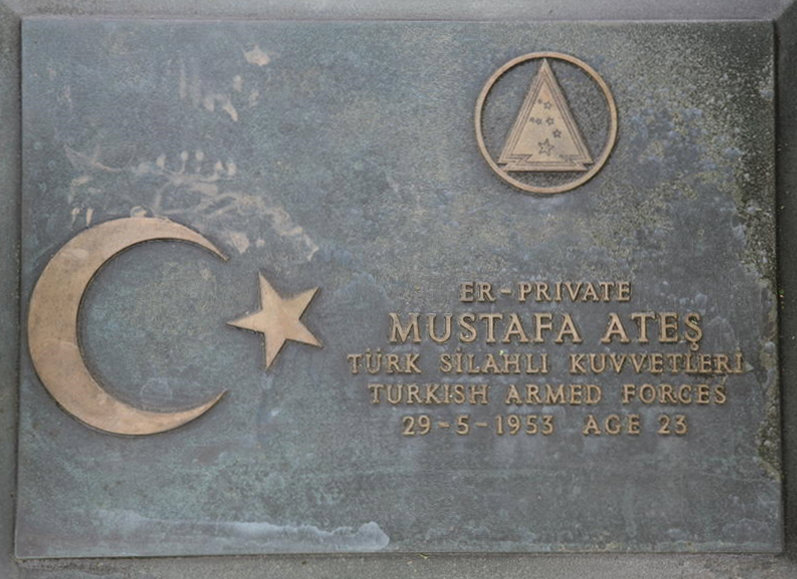 ER-PRIVATE
MUSTAFA ATEŞ
TÜRK SİLAHLI KUVVETLERİ
TURKISH ARMED FORCES
29-5-1953 AGE 23